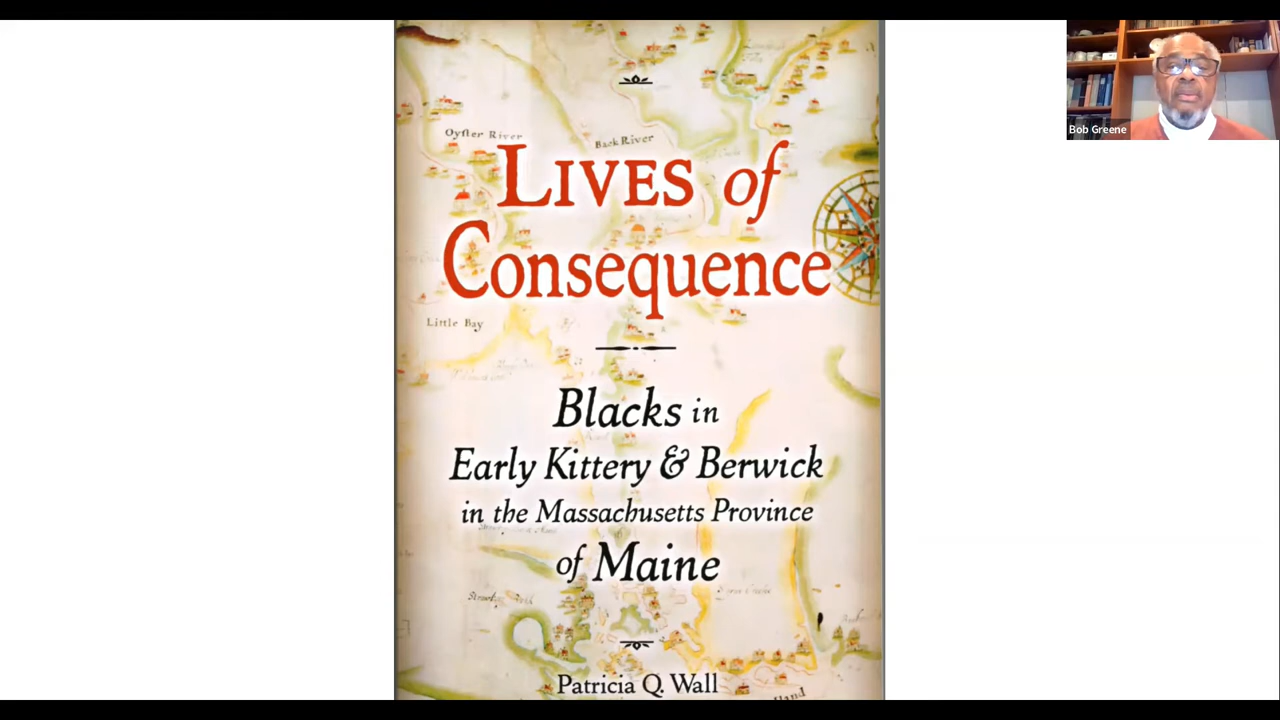 Oyster River
Back River
LIVES of
Consequence
Little Bay
Blacks in
Early Kittery & Berwick
in the Massachusetts Province
of Maine
Patricia Q. Wall
Bob Greene